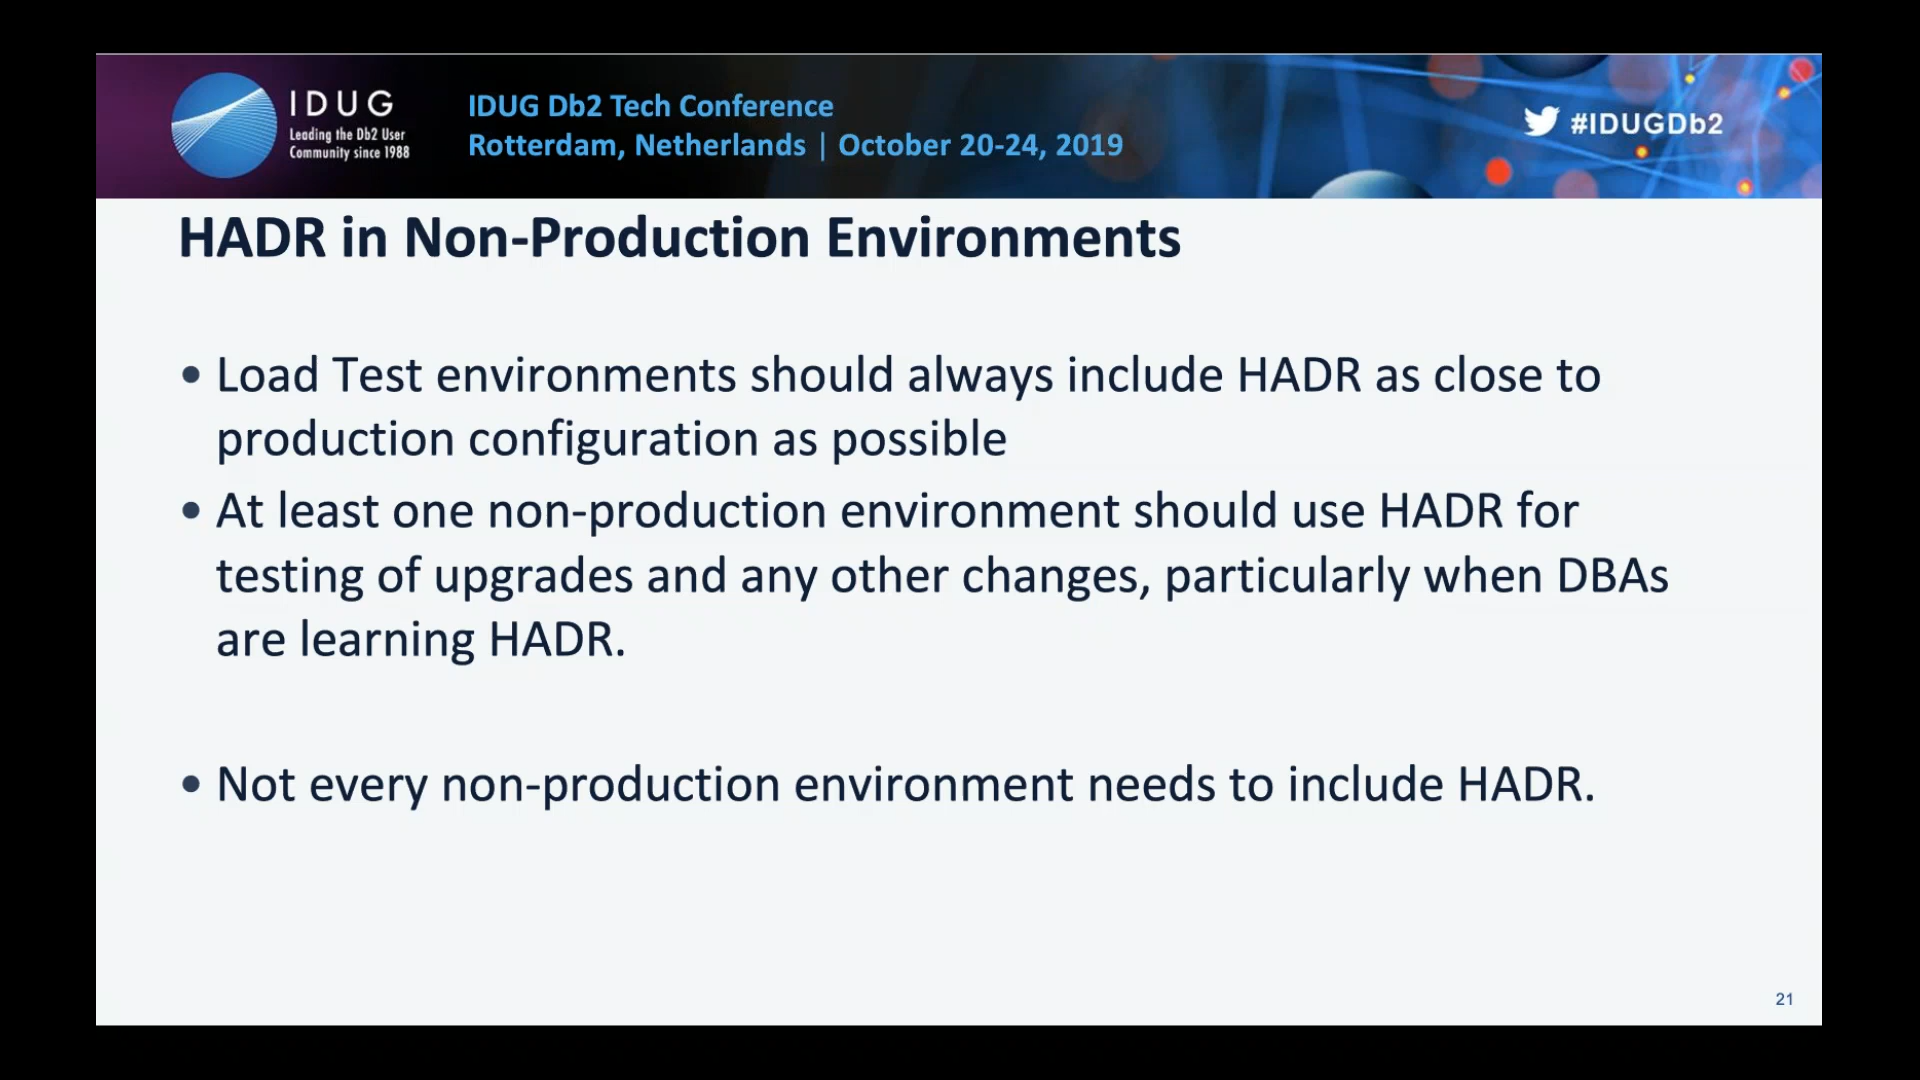 IDUG
Leading the Db2 User
Community since 1988
IDUG Db2 Tech Conference
Rotterdam, Netherlands | October 20-24, 2019
#IDUGDb2
HADR in Non-Production Environments
• Load Test environments should always include HADR as close to
production configuration as possible
• At least one non-production environment should use HADR for
testing of upgrades and any other changes, particularly when DBAs
are learning HADR.
• Not every non-production environment needs to include HADR.
21